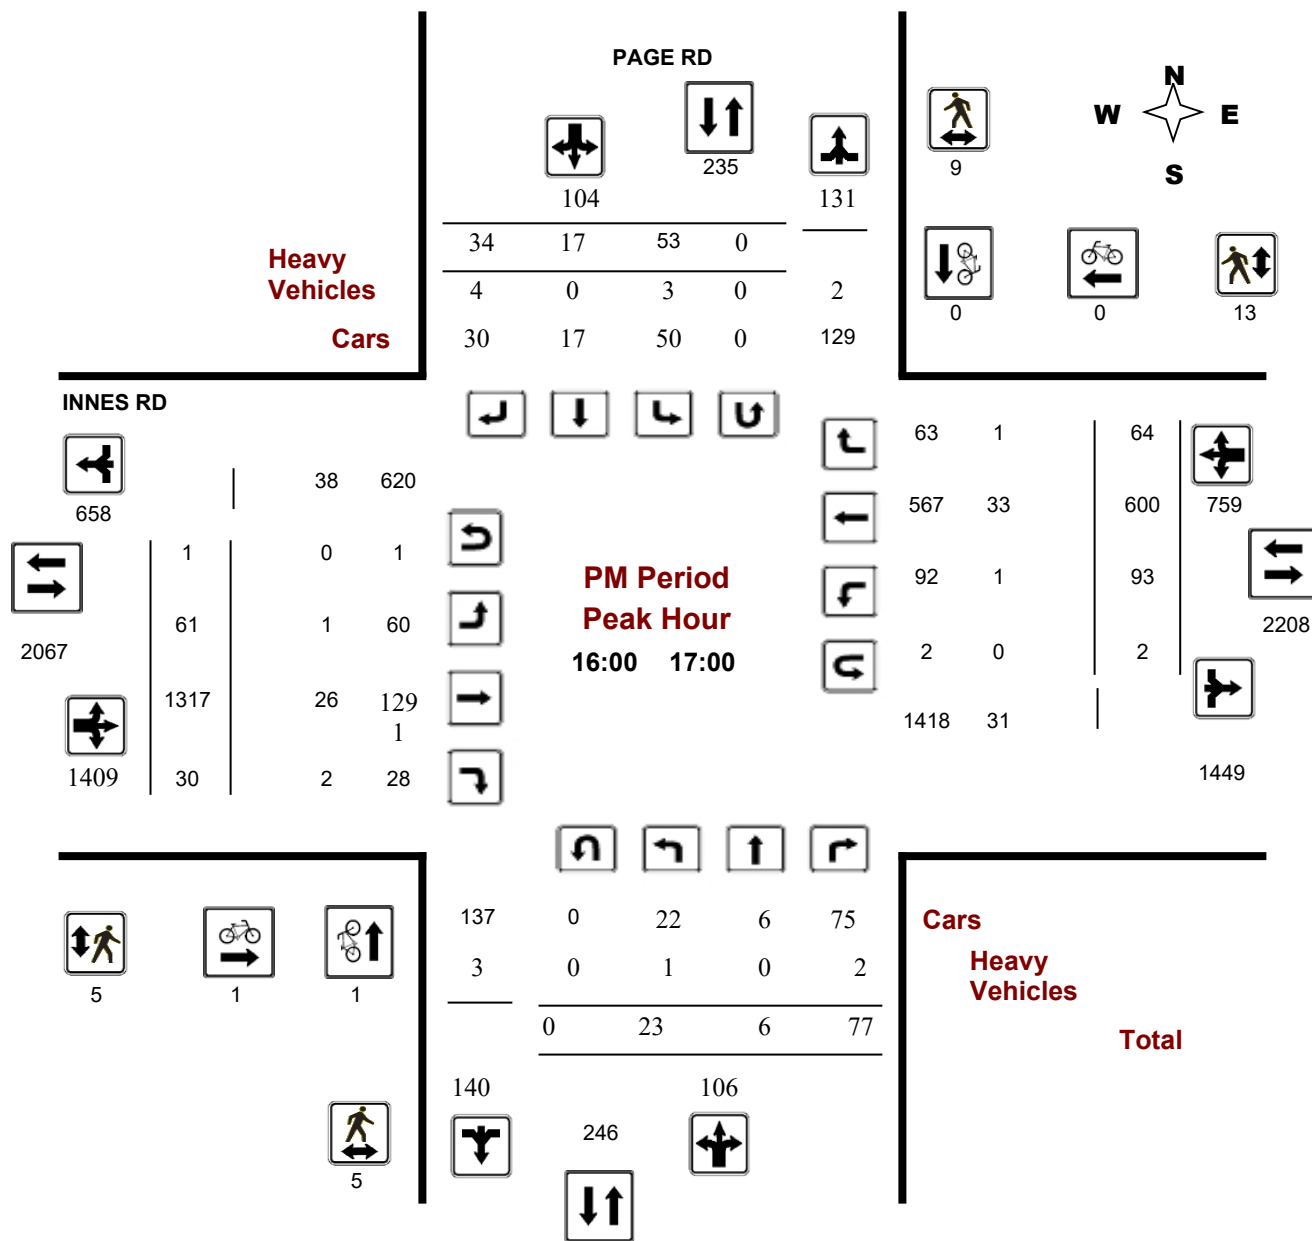 PAGE RD
N
W E
S
235
9
104 131
34 17 53 0
Heavy
Vehicles 4 0 3 0 2
Cars 30 17 50 0 129
0 0 13
INNES RD
63 1 64
38 620
658
567 33 600 759
1 0 1
PM Period
Peak Hour
16:00 17:00
92 1 93
61 1 60
2067
2208
2 0 2
1317 26 129
1
1418 31
1409 30 2 28
1449
137 0 22 6 75
Cars
3 0 1 0 2
Heavy
Vehicles
5 1 1
0 23 6 77
Total
140 106
246
5